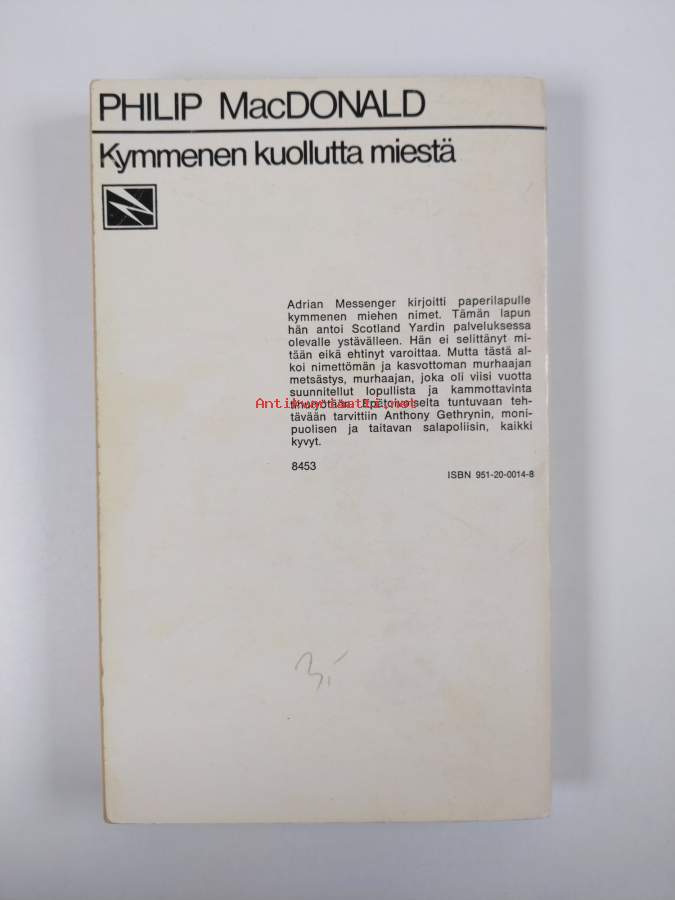 PHILIP MacDONALD
Kymmenen kuollutta miestä
Adrian Messenger kirjoitti paperilapulle
kymmenen miehen nimet. Tämän lapun
hän antoi Scotland Yardin palveluksessa
olevalle ystävälleen. Hän ei selittänyt mi-
tään eikä ehtinyt varoittaa. Mutta tästä al-
koi nimettömän ja kasvottoman murhaajan
metsästys, murhaajan, joka oli viisi vuotta
suunnitellut lopullista ja kammottavinta
Antikvariaatti.net
Epätoivoiselta tuntuvaan teh-
tävään tarvittiin Anthony Gethrynin, moni-
puolisen ja taitavan salapoliisin, kaikki
kyvyt.
8453
ISBN 951-20-0014-8